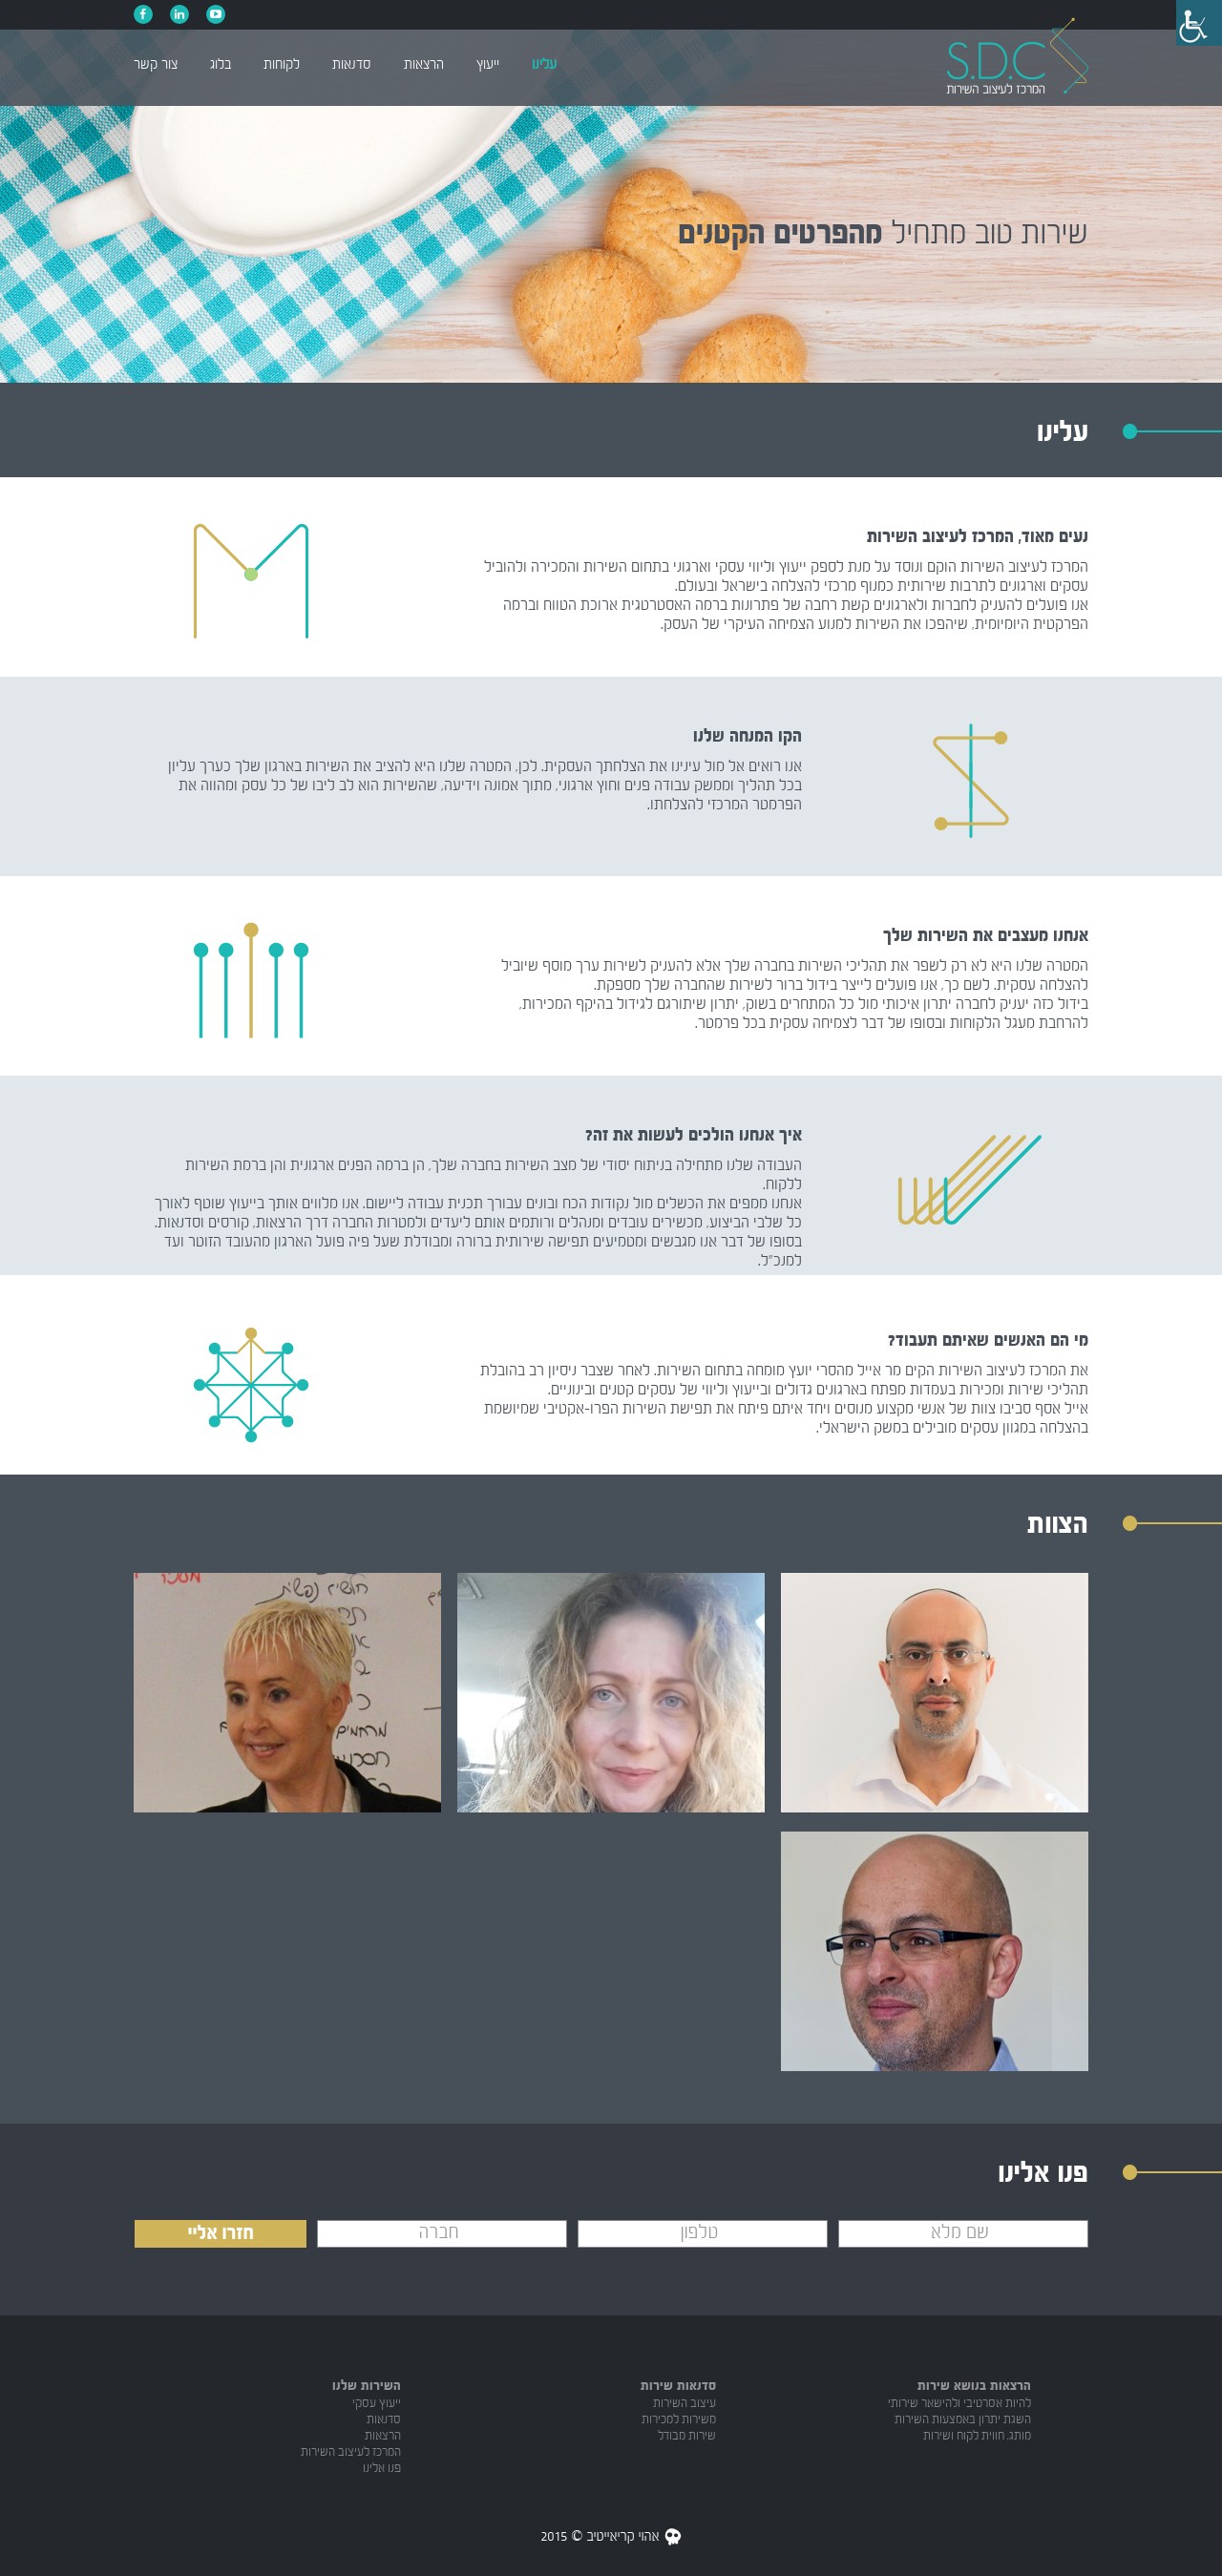 S.D.C
המרכז לעיצוב השירות
עלינו
ייעוץ
הרצאות
סדנאות
לקוחות
בלוג
צור קשר
שירות טוב מתחיל מהפרטים הקטנים
עלינו
נעים מאוד, המרכז לעיצוב השירות
המרכז לעיצוב השירות הוקם ונוסד על מנת לספק ייעוץ וליווי עסקי וארגוני בתחום השירות והמכירה ולהוביל
עסקים וארגונים לתרבות שירותית כמנוף מרכזי להצלחה בישראל ובעולם.
אנו פועלים להעניק לחברות ולארגונים קשת רחבה של פתרונות ברמה האסטרטגית ארוכת הטווח וברמה
הפרקטית היומיומית, שיהפכו את השירות למנוע הצמיחה העיקרי של העסק.
הקו המנחה שלנו
אנו רואים אל מול עינינו את הצלחתך העסקית. לכן, המטרה שלנו היא להציב את השירות בארגון שלך כערך עליון
בכל תהליך וממשק עבודה פנים וחוץ ארגוני, מתוך אמונה וידיעה, שהשירות הוא לב ליבו של כל עסק ומהווה את
הפרמטר המרכזי להצלחתו.
אנחנו מעצבים את השירות שלך
המטרה שלנו היא לא רק לשפר את תהליכי השירות בחברה שלך אלא להעניק לשירות ערך מוסף שיוביל
להצלחה עסקית. לשם כך, אנו פועלים לייצר בידול ברור לשירות שהחברה שלך מספקת.
בידול כזה יעניק לחברה יתרון איכותי מול כל המתחרים בשוק, יתרון שיתורגם לגידול בהיקף המכירות,
להרחבת מעגל הלקוחות ובסופו של דבר לצמיחה עסקית בכל פרמטר.
איך אנחנו הולכים לעשות את זה?
העבודה שלנו מתחילה בניתוח יסודי של מצב השירות בחברה שלך, הן ברמה הפנים ארגונית והן ברמת השירות
ללקוח.
אנחנו ממפים את הכשלים מול נקודות הכח ובונים עבורך תכנית עבודה ליישום. אנו מלווים אותך בייעוץ שוטף לאורך
כל שלבי הביצוע, מכשירים עובדים ומנהלים ורותמים אותם ליעדים ולמטרות החברה דרך הרצאות, קורסים וסדנאות.
בסופו של דבר אנו מגבשים ומטמיעים תפישה שירותית ברורה ומבודלת שעל פיה פועל הארגון מהעובד הזוטר ועד
למנכ"ל.
מי הם האנשים שאיתם תעבוד?
את המרכז לעיצוב השירות הקים מר אייל מהסרי יועץ מומחה בתחום השירות, לאחר שצבר ניסיון רב בהובלת
תהליכי שירות ומכירות בעמדות מפתח בארגונים גדולים ובייעוץ וליווי של עסקים קטנים ובינוניים.
אייל אסף סביבו צוות של אנשי מקצוע מנוסים ויחד איתם פיתח את תפישת השירות הפרו-אקטיבי שמיושמת
בהצלחה במגוון עסקים מובילים במשק הישראלי.
הצוות
פנו אלינו
שם מלא
טלפון
חברה
חזרו אליי
הרצאות בנושא שירות
להיות אסרטיבי ולהישאר שירותי
השגת יתרון באמצעות השירות
מותג, חווית לקוח ושירות
סדנאות שירות
עיצוב השירות
משירות למכירות
שירות מבודל
השירות שלנו
ייעוץ עסקי
סדנאות
הרצאות
המרכז לעיצוב השירות
פנו אלינו
אהוי קריאייטיב © 2015